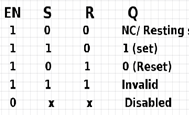 EN S R Q
1 0 0 NC/ Resting
1 1 0 1 (set)
1 0 1 0 (Reset)
1 1 1 Invalid
0 x x Disabled